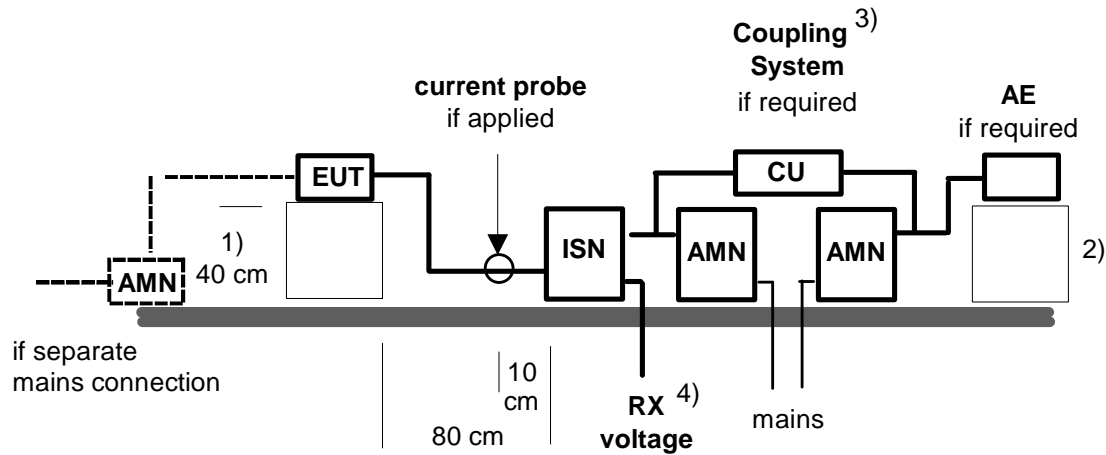 Coupling 3)
System
if required
current probe
if applied
AE
if required
EUT
CU
1)
40 cm
AMN
ISN
AMN
AMN
2)
if separate
mains connection
10
cm
80 cm
RX 4)
voltage
mains